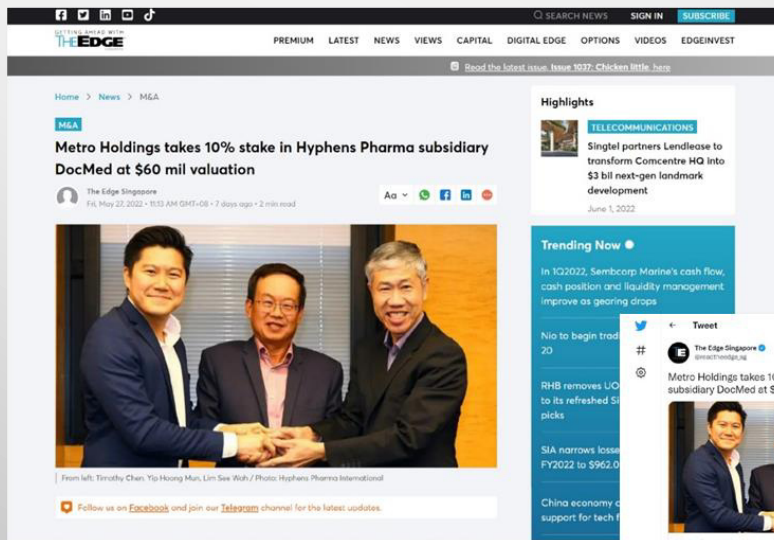 SEARCH NEWS SIGN IN SUBSCRIBE
GETTING AHEAD WITH
THE EDGE
PREMIUM LATEST NEWS VIEWS CAPITAL DIGITAL EDGE OPTIONS VIDEOS EDGEINVEST
Read the latest issue, Issue 1037: Chicken little, here
Home > News > M&A
M&A
Metro Holdings takes 10% stake in Hyphens Pharma subsidiary
DocMed at $60 mil valuation
The Edge Singapore
Fri, May 27, 2022 • 11:13 AM GMT+08 • 7 days ago • 2 min read
Aa
From left: Timothy Chen, Yip Hoong Mun, Lim See Wah / Photo: Hyphens Pharma International
Follow us on Facebook and join our Telegram channel for the latest updates.
Highlights
TELECOMMUNICATIONS
Singtel partners Lendlease to
transform Comcentre HQ into
$3 bil next-gen landmark
development
June 1, 2022
Trending Now
In 1Q2022, Sembcorp Marine's cash flow,
cash position and liquidity management
improve as gearing drops
Nio to begin trad
20
RHB removes UO
to its refreshed Si
picks
SIA narrows losse
FY2022 to $962.0
China economy c
support for tech f
Tweet
The Edge Singapore
Metro Holdings takes 10
subsidiary DocMed at $